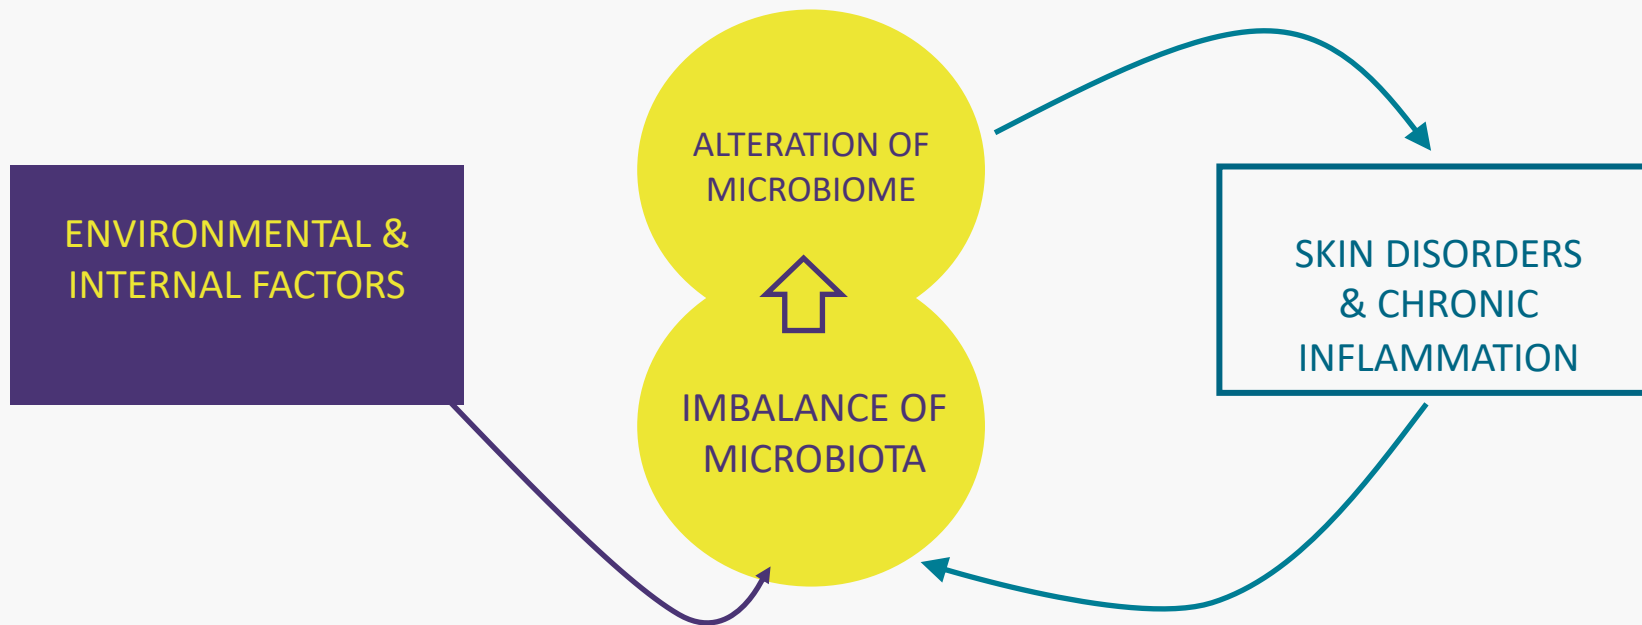 ENVIRONMENTAL &
INTERNAL FACTORS
ALTERATION OF
MICROBIOME
IMBALANCE OF
MICROBIOTA
SKIN DISORDERS
& CHRONIC
INFLAMMATION